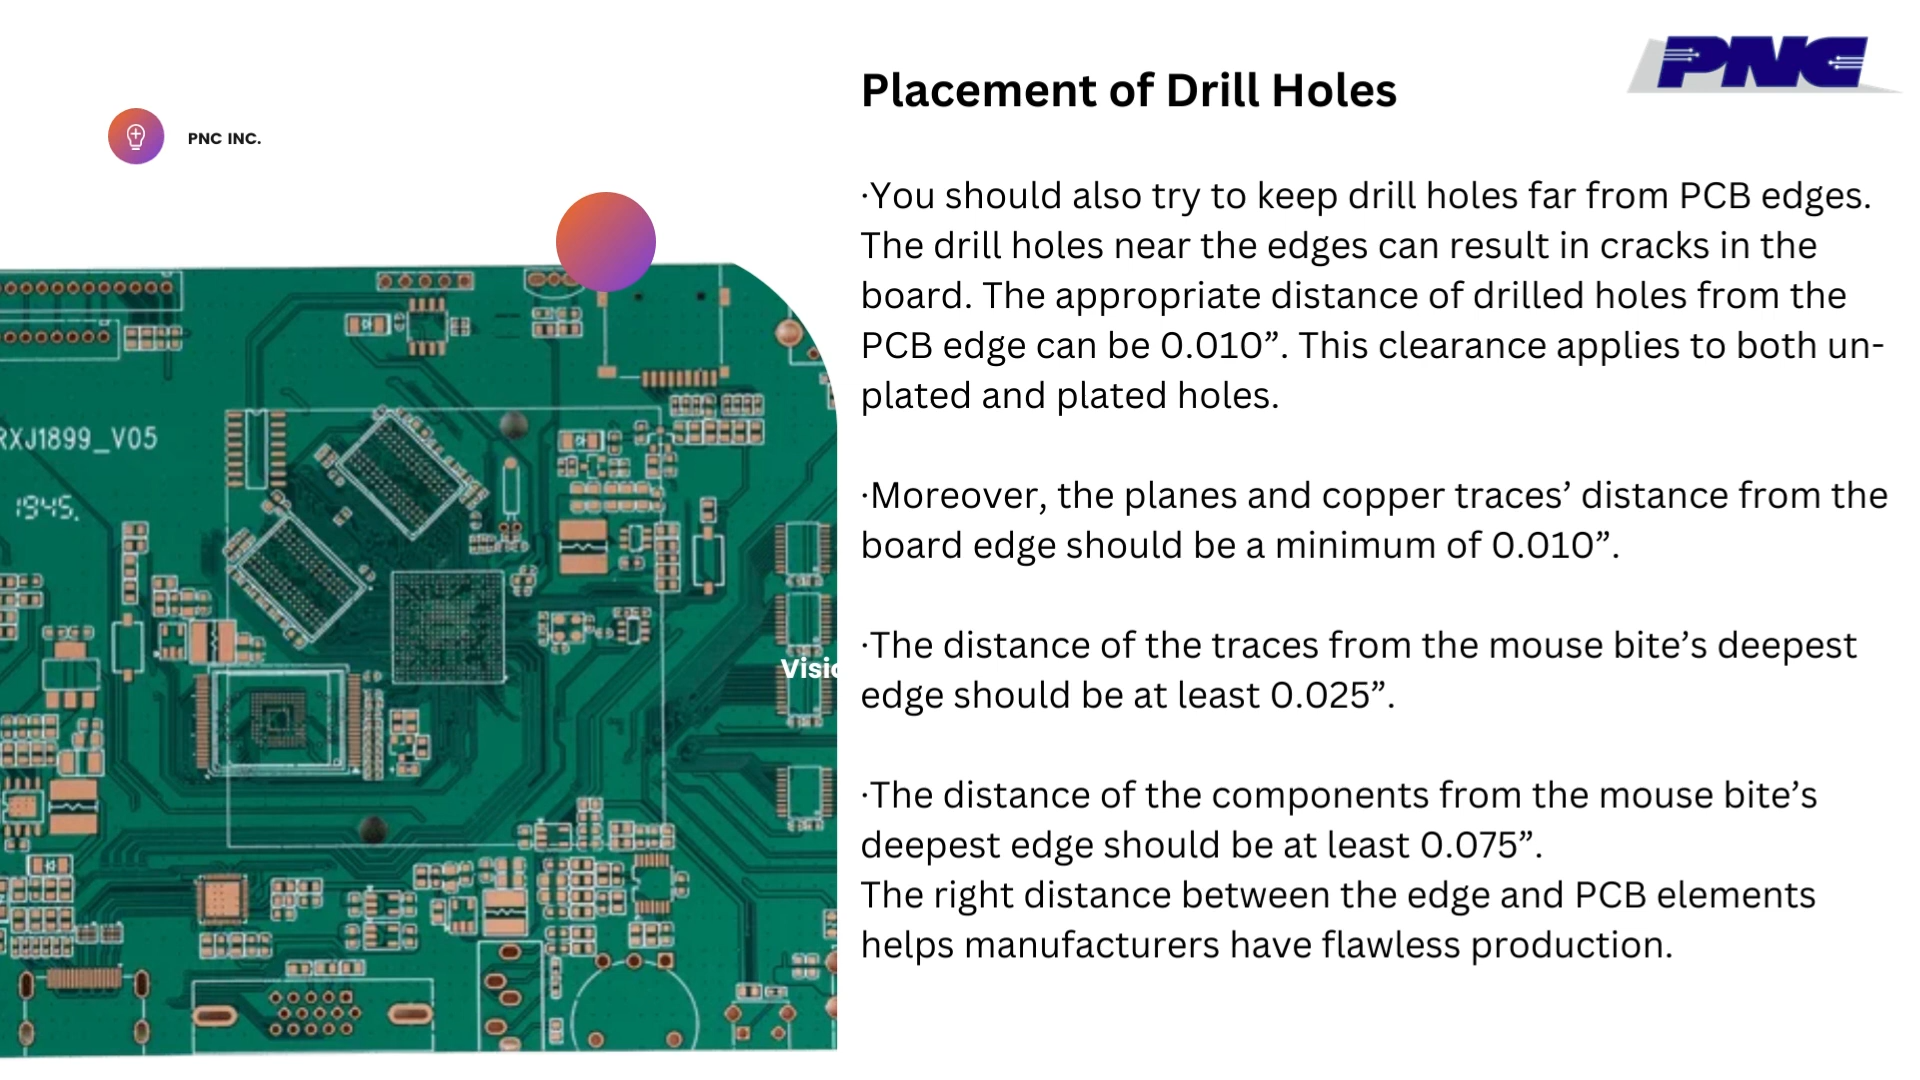 PNC
Placement of Drill Holes
PNC INC.
·You should also try to keep drill holes far from PCB edges.
The drill holes near the edges can result in cracks in the
board. The appropriate distance of drilled holes from the
PCB edge can be 0.010”. This clearance applies to both un-
plated and plated holes.
·Moreover, the planes and copper traces’ distance from the
board edge should be a minimum of 0.010”.
·The distance of the traces from the mouse bite’s deepest
edge should be at least 0.025”.
·The distance of the components from the mouse bite’s
deepest edge should be at least 0.075”.
The right distance between the edge and PCB elements
helps manufacturers have flawless production.
RXJ1899_V05
1945.